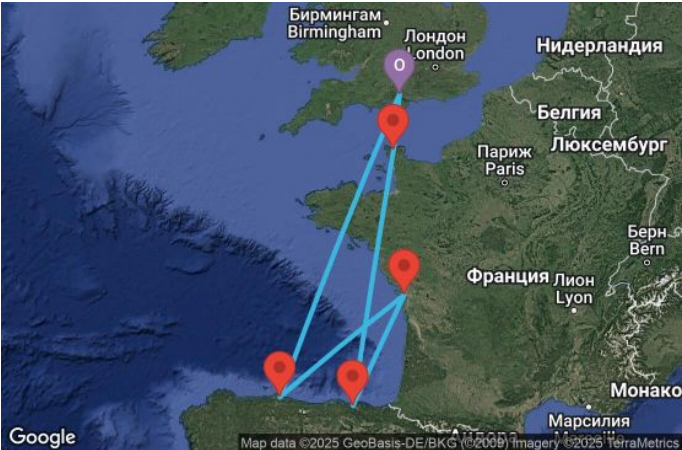 Бирмингам
Birmingham
Лондон
London
O
Нидерландия
Белгия
Люксембург
Париж
Paris
Берн
Bern
Франция
Лион
Lyon
Монако
Марсилия
Андора
Google
Map data ©2025 GeoBasis-DE/BKG (©2009) Imagery ©2025 TerraMetrics